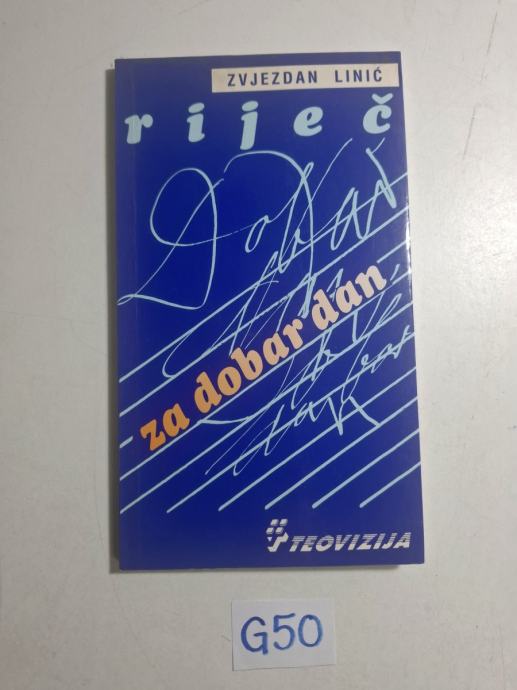 ZVJEZDAN LINIĆ
riječ
za dobar dan
TEOVIZIJA
G50